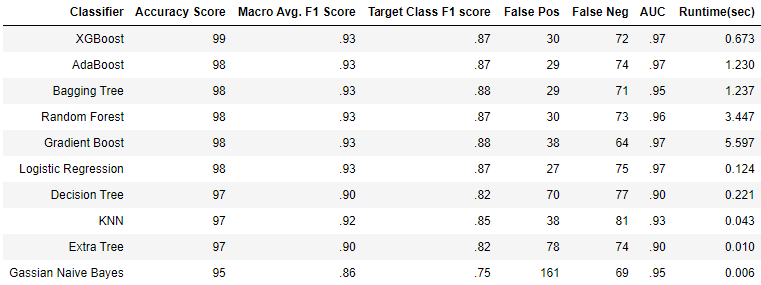 Classifier Accuracy Score Macro Avg. F1 Score Target Class F1 score False Pos False Neg AUC Runtime(sec)
XGBoost 99 .93 .87 30 72 .97 0.673
AdaBoost 98 .93 .87 29 74 .97 1.230
Bagging Tree 98 .93 .88 29 71 .95 1.237
Random Forest 98 .93 .87 30 73 .96 3.447
Gradient Boost 98 .93 .88 38 64 .97 5.597
Logistic Regression 98 .93 .87 27 75 .97 0.124
Decision Tree 97 .90 .82 70 77 .90 0.221
KNN 97 .92 .85 38 81 .93 0.043
Extra Tree 97 .90 .82 78 74 .90 0.010
Gassian Naive Bayes 95 .86 .75 161 69 .95 0.006